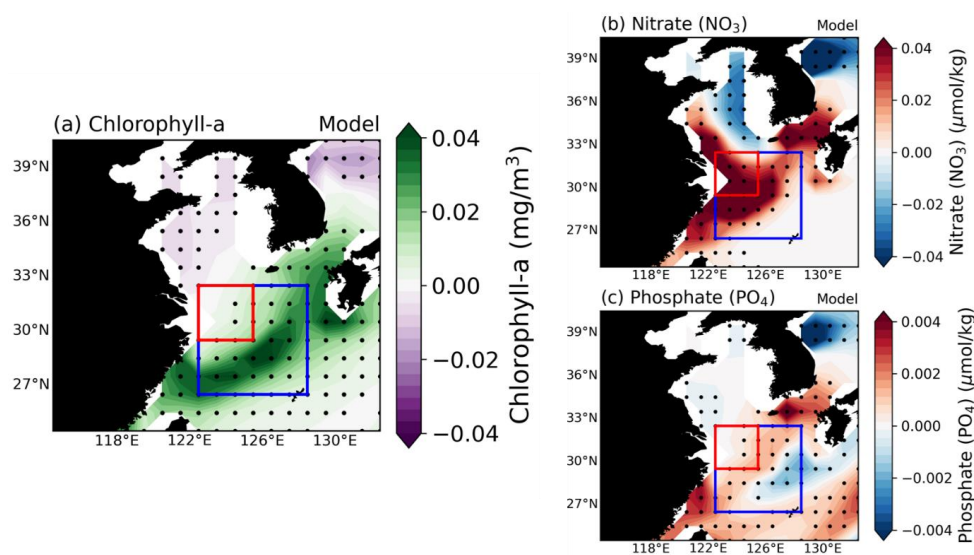 (a) Chlorophyll-a Model
39°N
36°N
33°N
30°N
27°N
118°E 122°E 126°E 130°E
0.04
0.02
0.00
−0.02
−0.04
Chlorophyll-a (mg/m³)
(b) Nitrate (NO₃) Model
39°N
36°N
33°N
30°N
27°N
118°E 122°E 126°E 130°E
0.04
0.02
0.00
−0.02
−0.04
Nitrate (NO₃) (μmol/kg)
(c) Phosphate (PO₄) Model
39°N
36°N
33°N
30°N
27°N
118°E 122°E 126°E 130°E
0.004
0.002
0.000
−0.002
−0.004
Phosphate (PO₄) (μmol/kg)